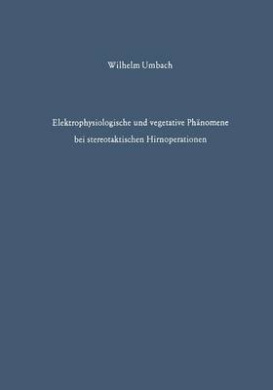 Wilhelm Umbach
Elektrophysiologische und vegetative Phänomene
bei stereotaktischen Hirnoperationen